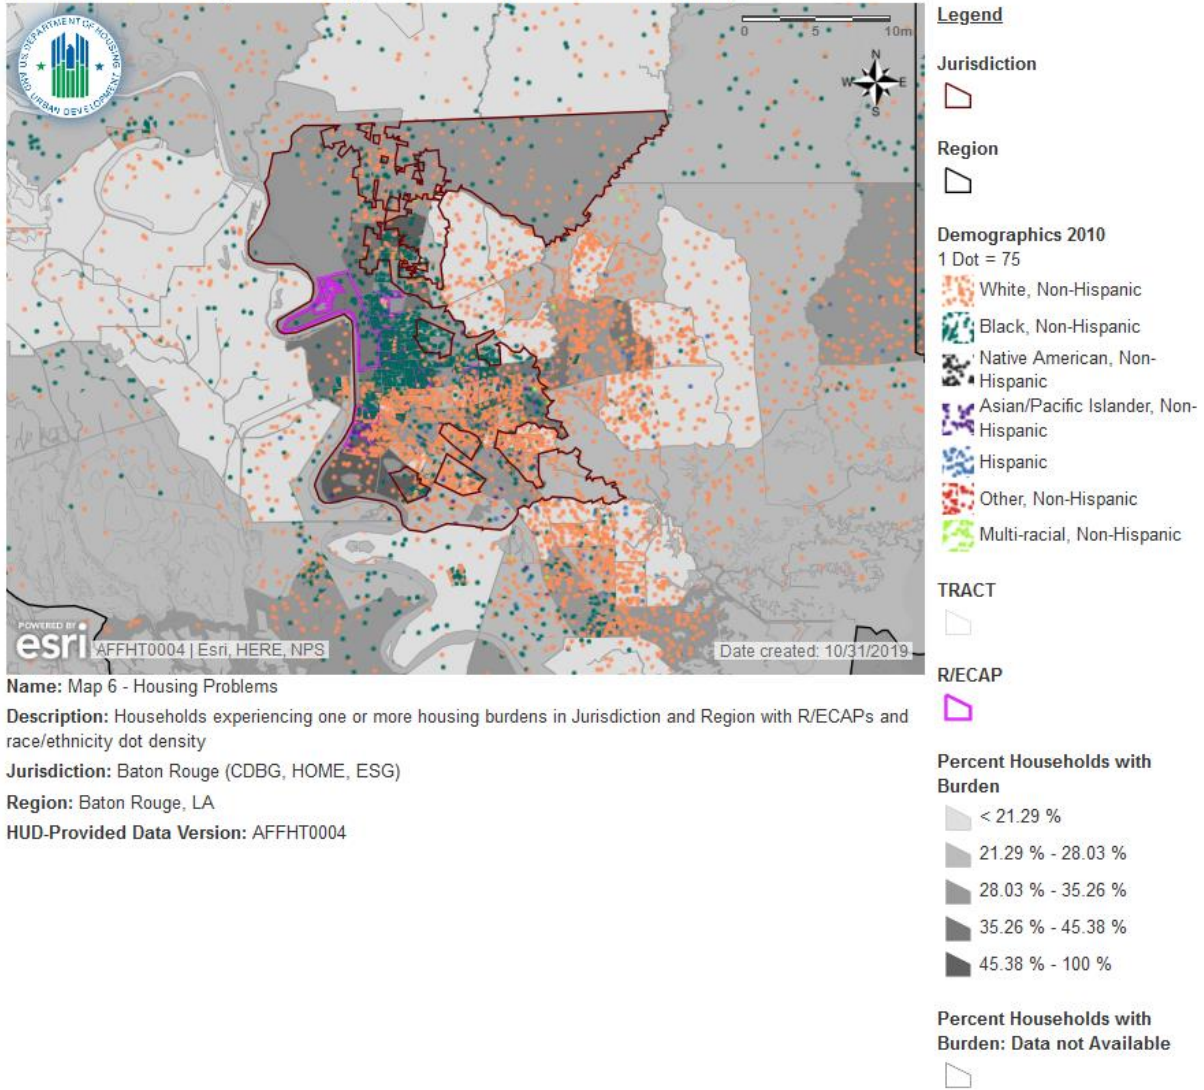 U.S. DEPARTMENT OF HOUSING
AND URBAN DEVELOPMENT
0 5 10m
N
W E
S
POWERED BY
esri
AFFHT0004 | Esri, HERE, NPS
Date created: 10/31/2019
Name: Map 6 - Housing Problems
Description: Households experiencing one or more housing burdens in Jurisdiction and Region with R/ECAPs and
race/ethnicity dot density
Jurisdiction: Baton Rouge (CDBG, HOME, ESG)
Region: Baton Rouge, LA
HUD-Provided Data Version: AFFHT0004
Legend
Jurisdiction
Region
Demographics 2010
1 Dot = 75
White, Non-Hispanic
Black, Non-Hispanic
Native American, Non-
Hispanic
Asian/Pacific Islander, Non-
Hispanic
Hispanic
Other, Non-Hispanic
Multi-racial, Non-Hispanic
TRACT
R/ECAP
Percent Households with
Burden
< 21.29 %
21.29 % - 28.03 %
28.03 % - 35.26 %
35.26 % - 45.38 %
45.38 % - 100 %
Percent Households with
Burden: Data not Available